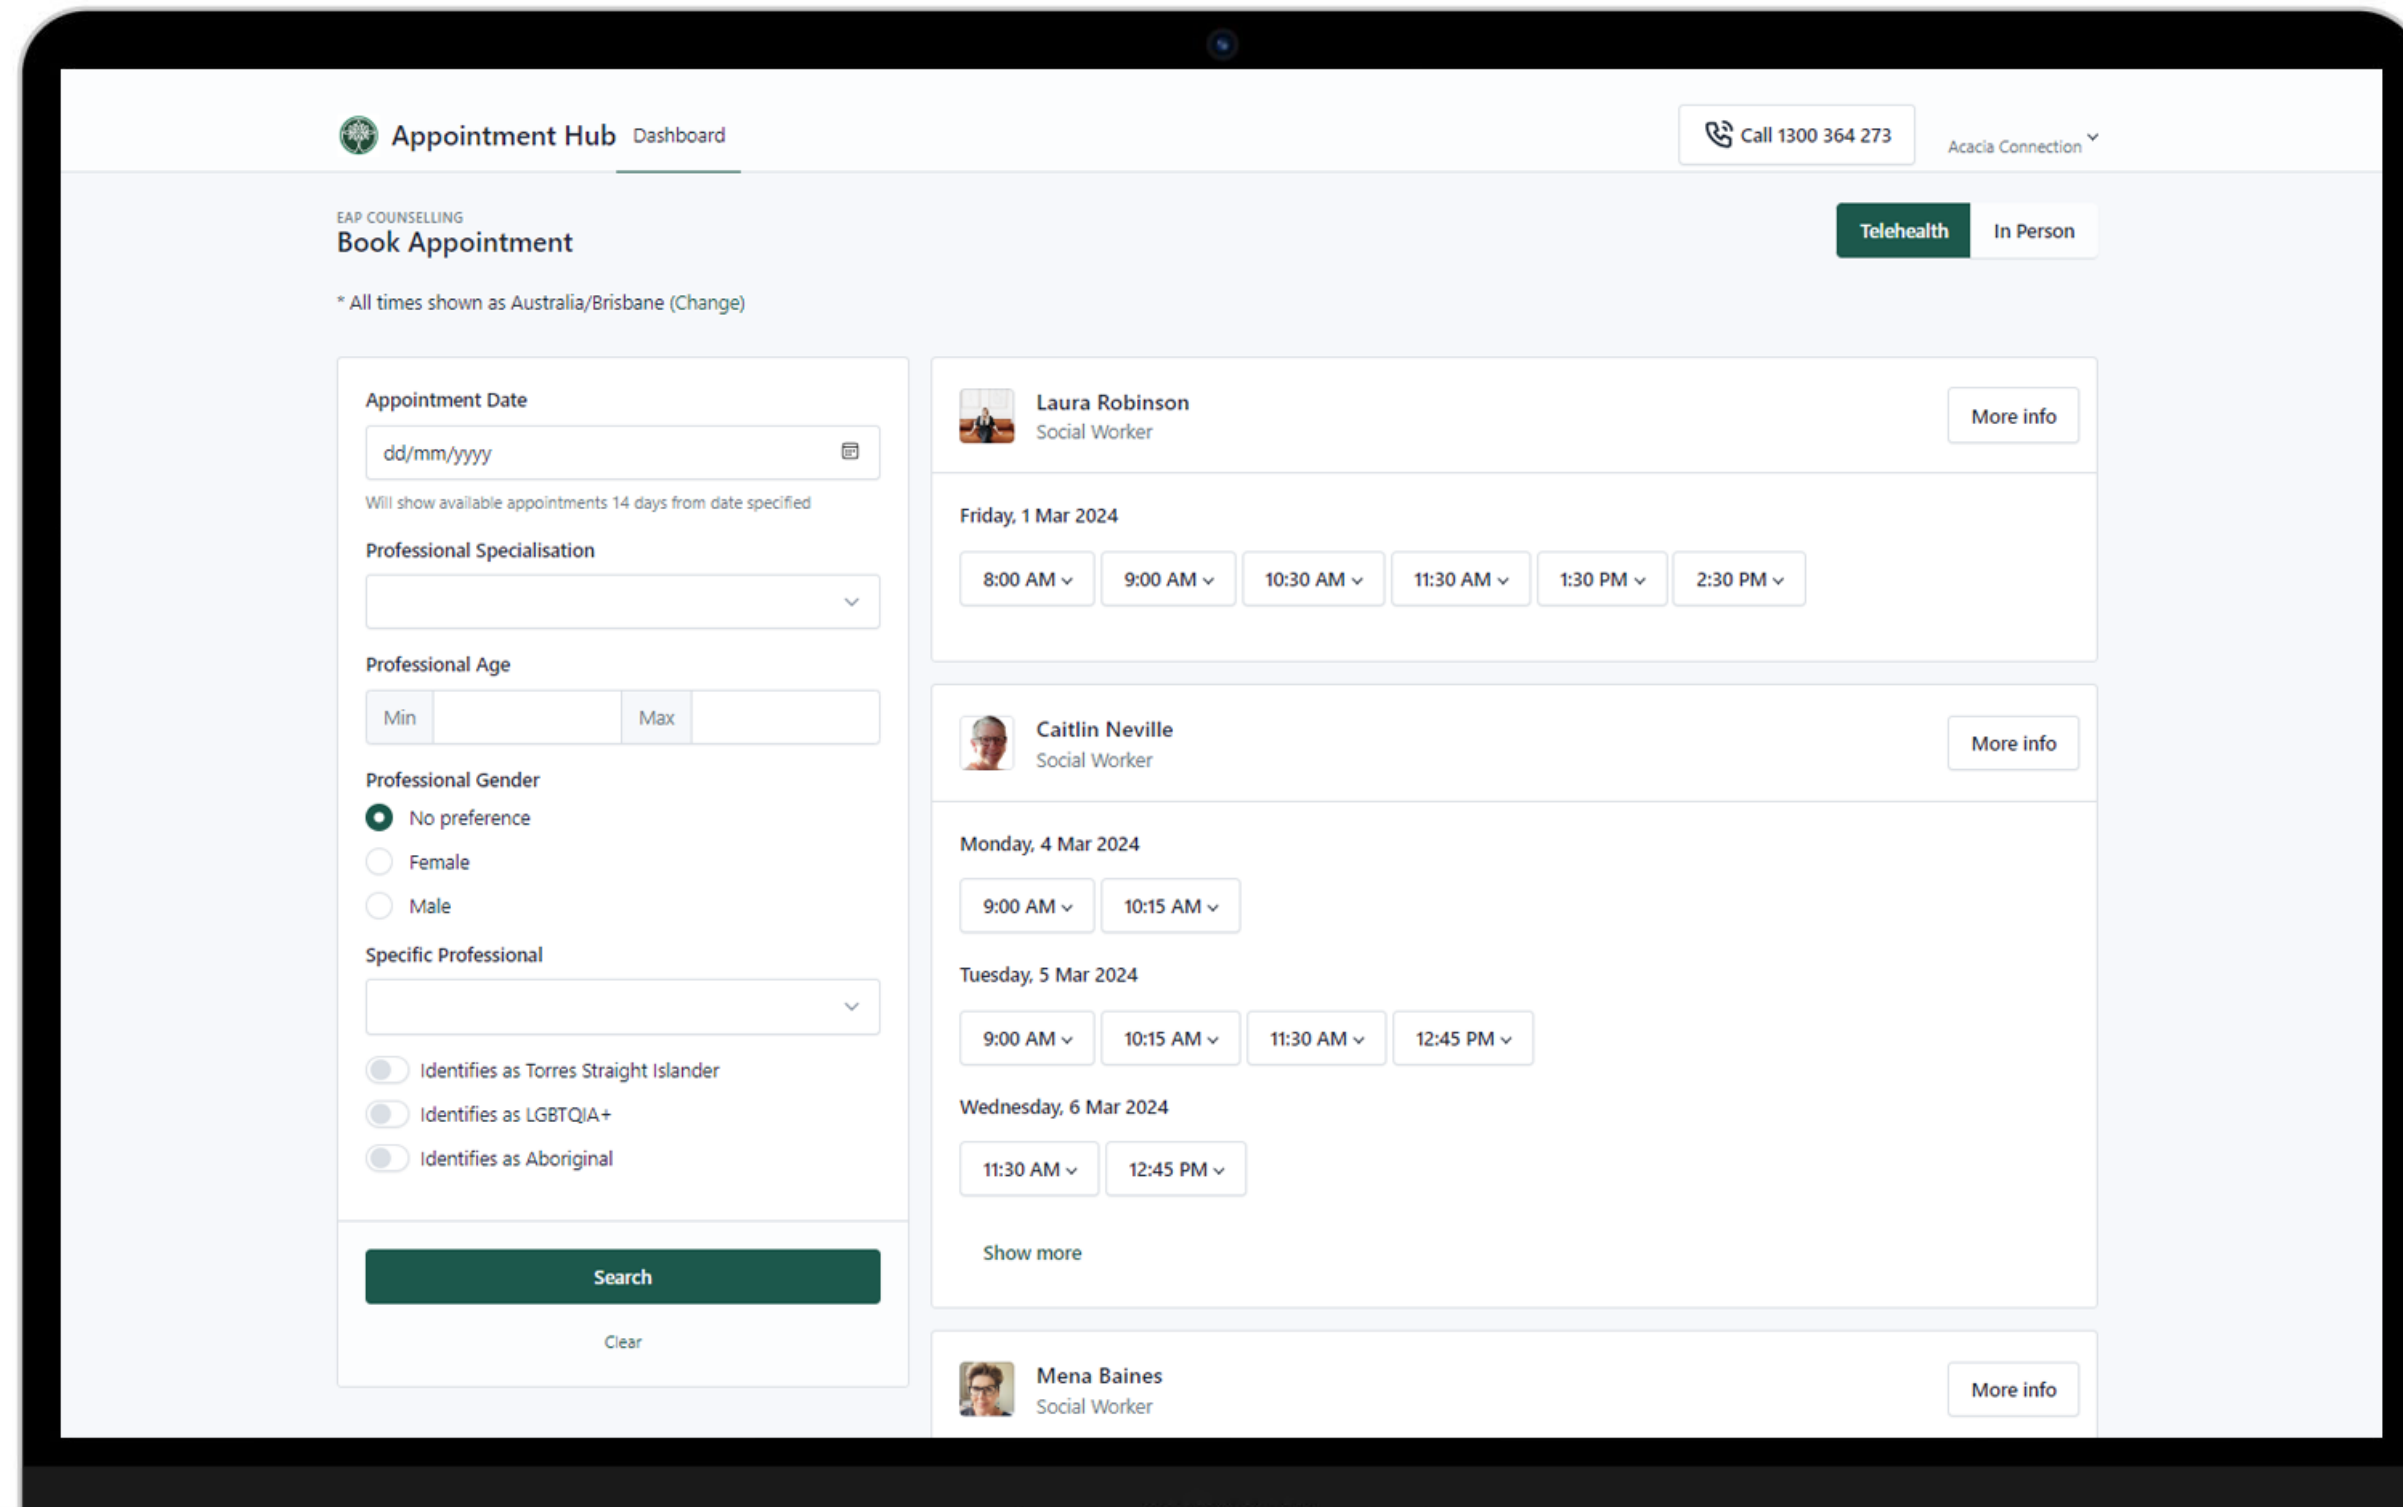 Appointment Hub Dashboard
Call 1300 364 273
Acacia Connection
EAP COUNSELLING
Book Appointment
Telehealth In Person
* All times shown as Australia/Brisbane (Change)
Appointment Date
dd/mm/yyyy
Will show available appointments 14 days from date specified
Professional Specialisation
Professional Age
Min Max
Professional Gender
No preference
Female
Male
Specific Professional
Identifies as Torres Straight Islander
Identifies as LGBTQIA+
Identifies as Aboriginal
Search
Clear
Laura Robinson
Social Worker
More info
Friday, 1 Mar 2024
8:00 AM 9:00 AM 10:30 AM 11:30 AM 1:30 PM 2:30 PM
Caitlin Neville
Social Worker
More info
Monday, 4 Mar 2024
9:00 AM 10:15 AM
Tuesday, 5 Mar 2024
9:00 AM 10:15 AM 11:30 AM 12:45 PM
Wednesday, 6 Mar 2024
11:30 AM 12:45 PM
Show more
Mena Baines
Social Worker
More info